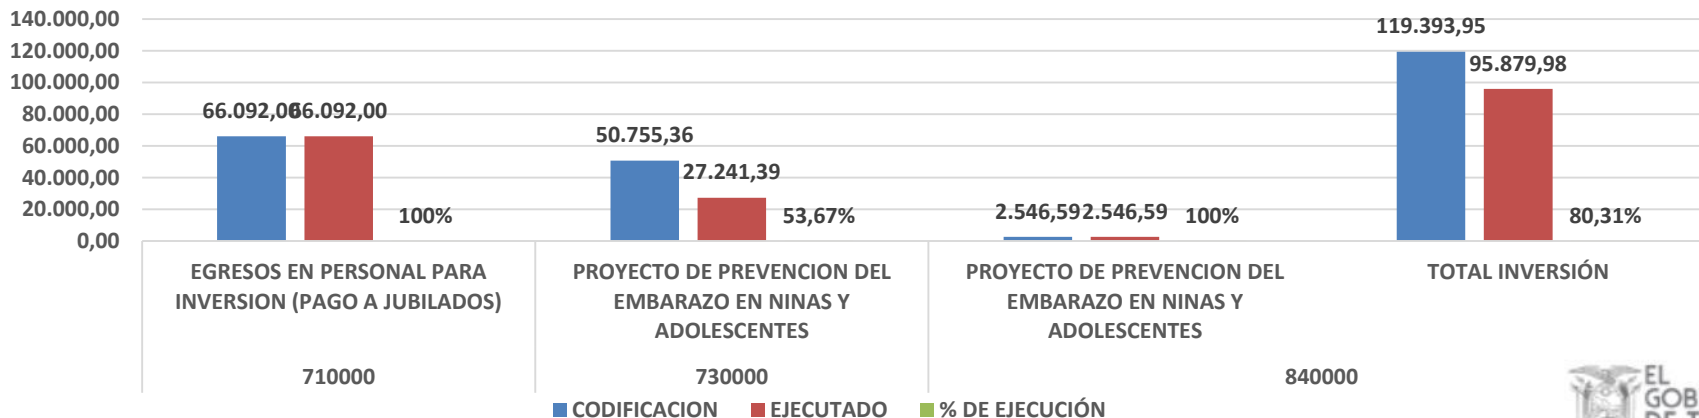 140.000,00
120.000,00
100.000,00
80.000,00
60.000,00
40.000,00
20.000,00
0,00
66.092,00
66.092,00
100%
50.755,36
27.241,39
53,67%
2.546,59
2.546,59
100%
119.393,95
95.879,98
80,31%
EGRESOS EN PERSONAL PARA
INVERSION (PAGO A JUBILADOS)
PROYECTO DE PREVENCION DEL
EMBARAZO EN NINAS Y
ADOLESCENTES
PROYECTO DE PREVENCION DEL
EMBARAZO EN NINAS Y
ADOLESCENTES
TOTAL INVERSIÓN
710000
730000
840000
CODIFICACION
EJECUTADO
% DE EJECUCIÓN
EL